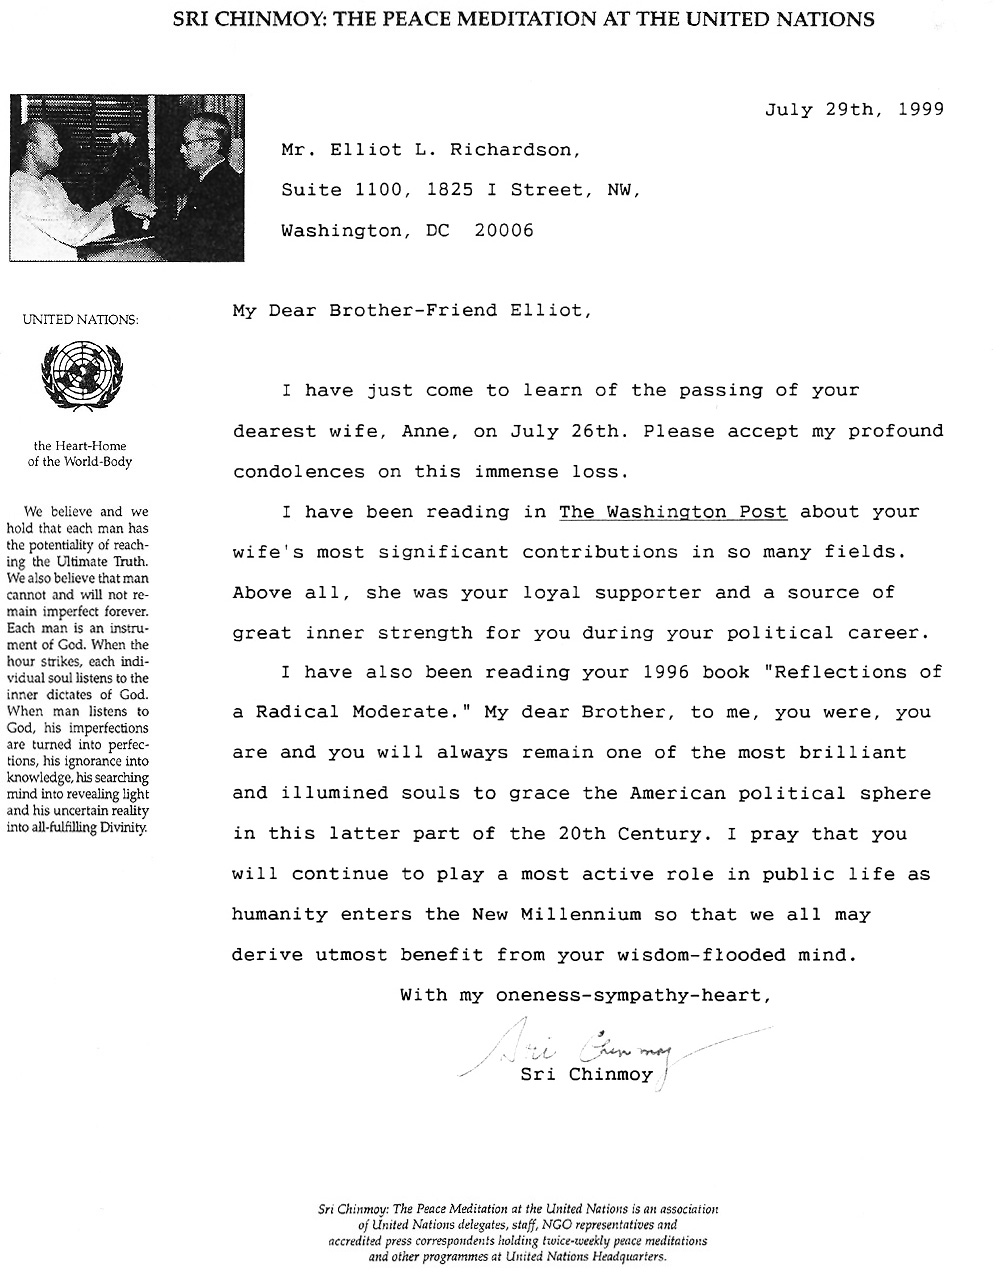 SRI CHINMOY: THE PEACE MEDITATION AT THE UNITED NATIONS
July 29th, 1999
Mr. Elliot L. Richardson,
Suite 1100, 1825 I Street, NW,
Washington, DC  20006
My Dear Brother-Friend Elliot,
UNITED NATIONS:
the Heart-Home
of the World-Body
We believe and we
hold that each man has
the potentiality of reach-
ing the Ultimate Truth.
We also believe that man
cannot and will not re-
main imperfect forever.
Each man is an instru-
ment of God. When the
hour strikes, each indi-
vidual soul listens to the
inner dictates of God.
When man listens to
God, his imperfections
are turned into perfec-
tions, his ignorance into
knowledge, his searching
mind into revealing light
and his uncertain reality
into all-fulfilling Divinity.
I have just come to learn of the passing of your
dearest wife, Anne, on July 26th. Please accept my profound
condolences on this immense loss.
I have been reading in The Washington Post about your
wife's most significant contributions in so many fields.
Above all, she was your loyal supporter and a source of
great inner strength for you during your political career.
I have also been reading your 1996 book "Reflections of
a Radical Moderate." My dear Brother, to me, you were, you
are and you will always remain one of the most brilliant
and illumined souls to grace the American political sphere
in this latter part of the 20th Century. I pray that you
will continue to play a most active role in public life as
humanity enters the New Millennium so that we all may
derive utmost benefit from your wisdom-flooded mind.
With my oneness-sympathy-heart,
Sri Chinmoy
Sri Chinmoy
Sri Chinmoy: The Peace Meditation at the United Nations is an association
of United Nations delegates, staff, NGO representatives and
accredited press correspondents holding twice-weekly peace meditations
and other programmes at United Nations Headquarters.